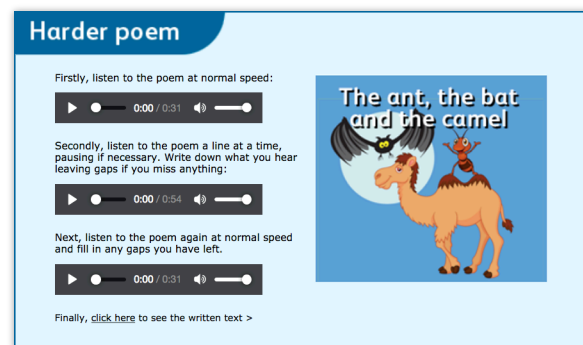 Harder poem
Firstly, listen to the poem at normal speed:
0:00 / 0:31
Secondly, listen to the poem a line at a time,
pausing if necessary. Write down what you hear
leaving gaps if you miss anything:
0:00 / 0:54
Next, listen to the poem again at normal speed
and fill in any gaps you have left.
0:00 / 0:31
Finally, click here to see the written text >
The ant, the bat
and the camel